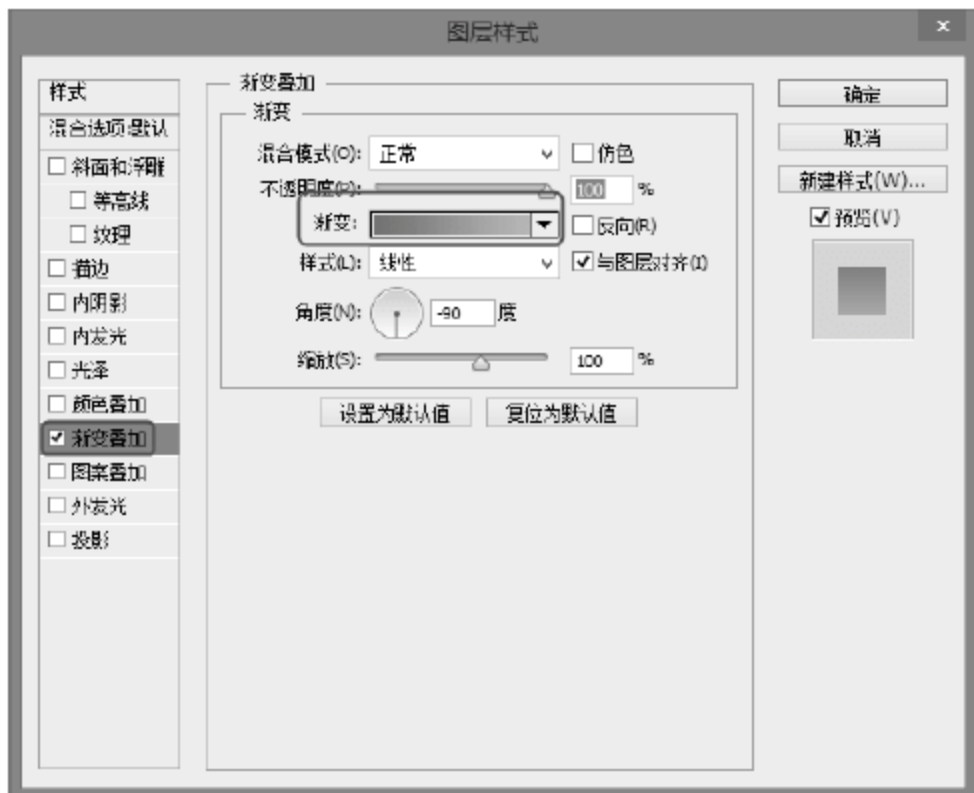 图层样式
样式
混合选项:默认
斜面和浮雕
等高线
纹理
描边
内阴影
内发光
光泽
颜色叠加
渐变叠加
图案叠加
外发光
投影
渐变叠加
渐变
混合模式(O): 正常 仿色
不透明度(P): 100 %
渐变: 反向(R)
样式(L): 线性 与图层对齐(I)
角度(N): -90 度
缩放(S): 100 %
设置为默认值 复位为默认值
确定
取消
新建样式(W)...
预览(V)